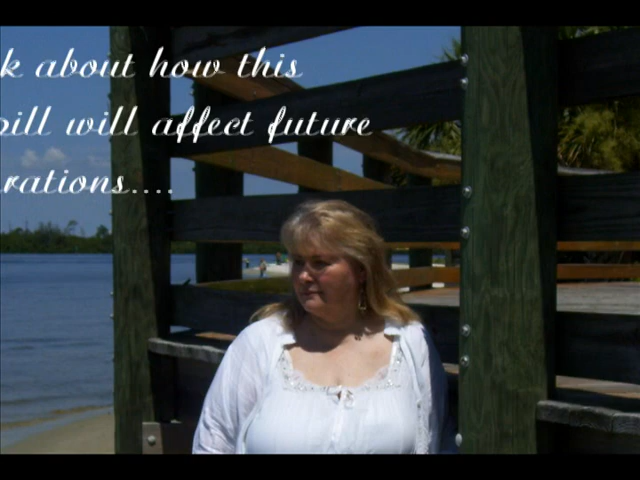 k about how this
pill will affect future
rations....